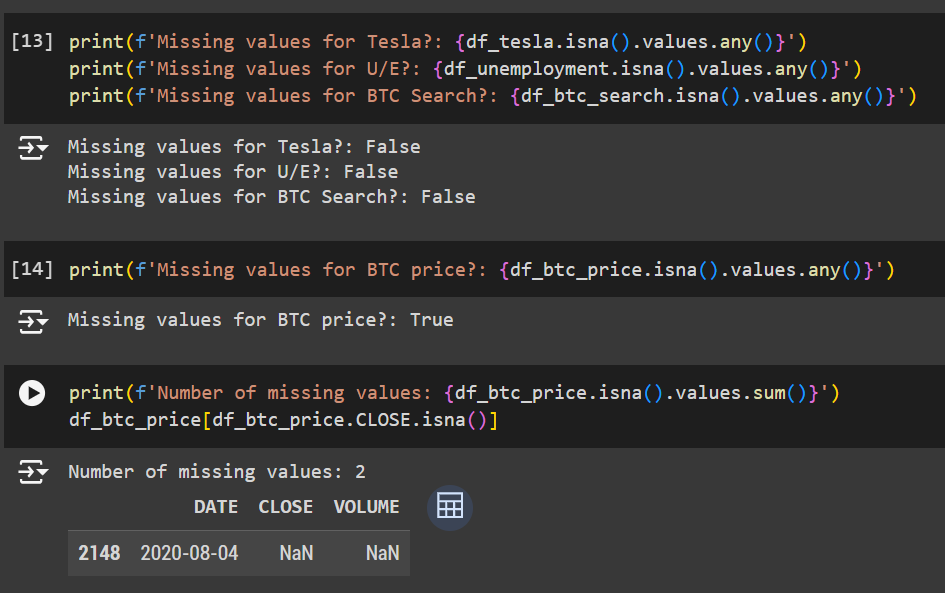 [13] print(f'Missing values for Tesla?: {df_tesla.isna().values.any()}')
print(f'Missing values for U/E?: {df_unemployment.isna().values.any()}')
print(f'Missing values for BTC Search?: {df_btc_search.isna().values.any()}')
Missing values for Tesla?: False
Missing values for U/E?: False
Missing values for BTC Search?: False
[14] print(f'Missing values for BTC price?: {df_btc_price.isna().values.any()}')
Missing values for BTC price?: True
print(f'Number of missing values: {df_btc_price.isna().values.sum()}')
df_btc_price[df_btc_price.CLOSE.isna()]
Number of missing values: 2
DATE CLOSE VOLUME
2148 2020-08-04 NaN NaN